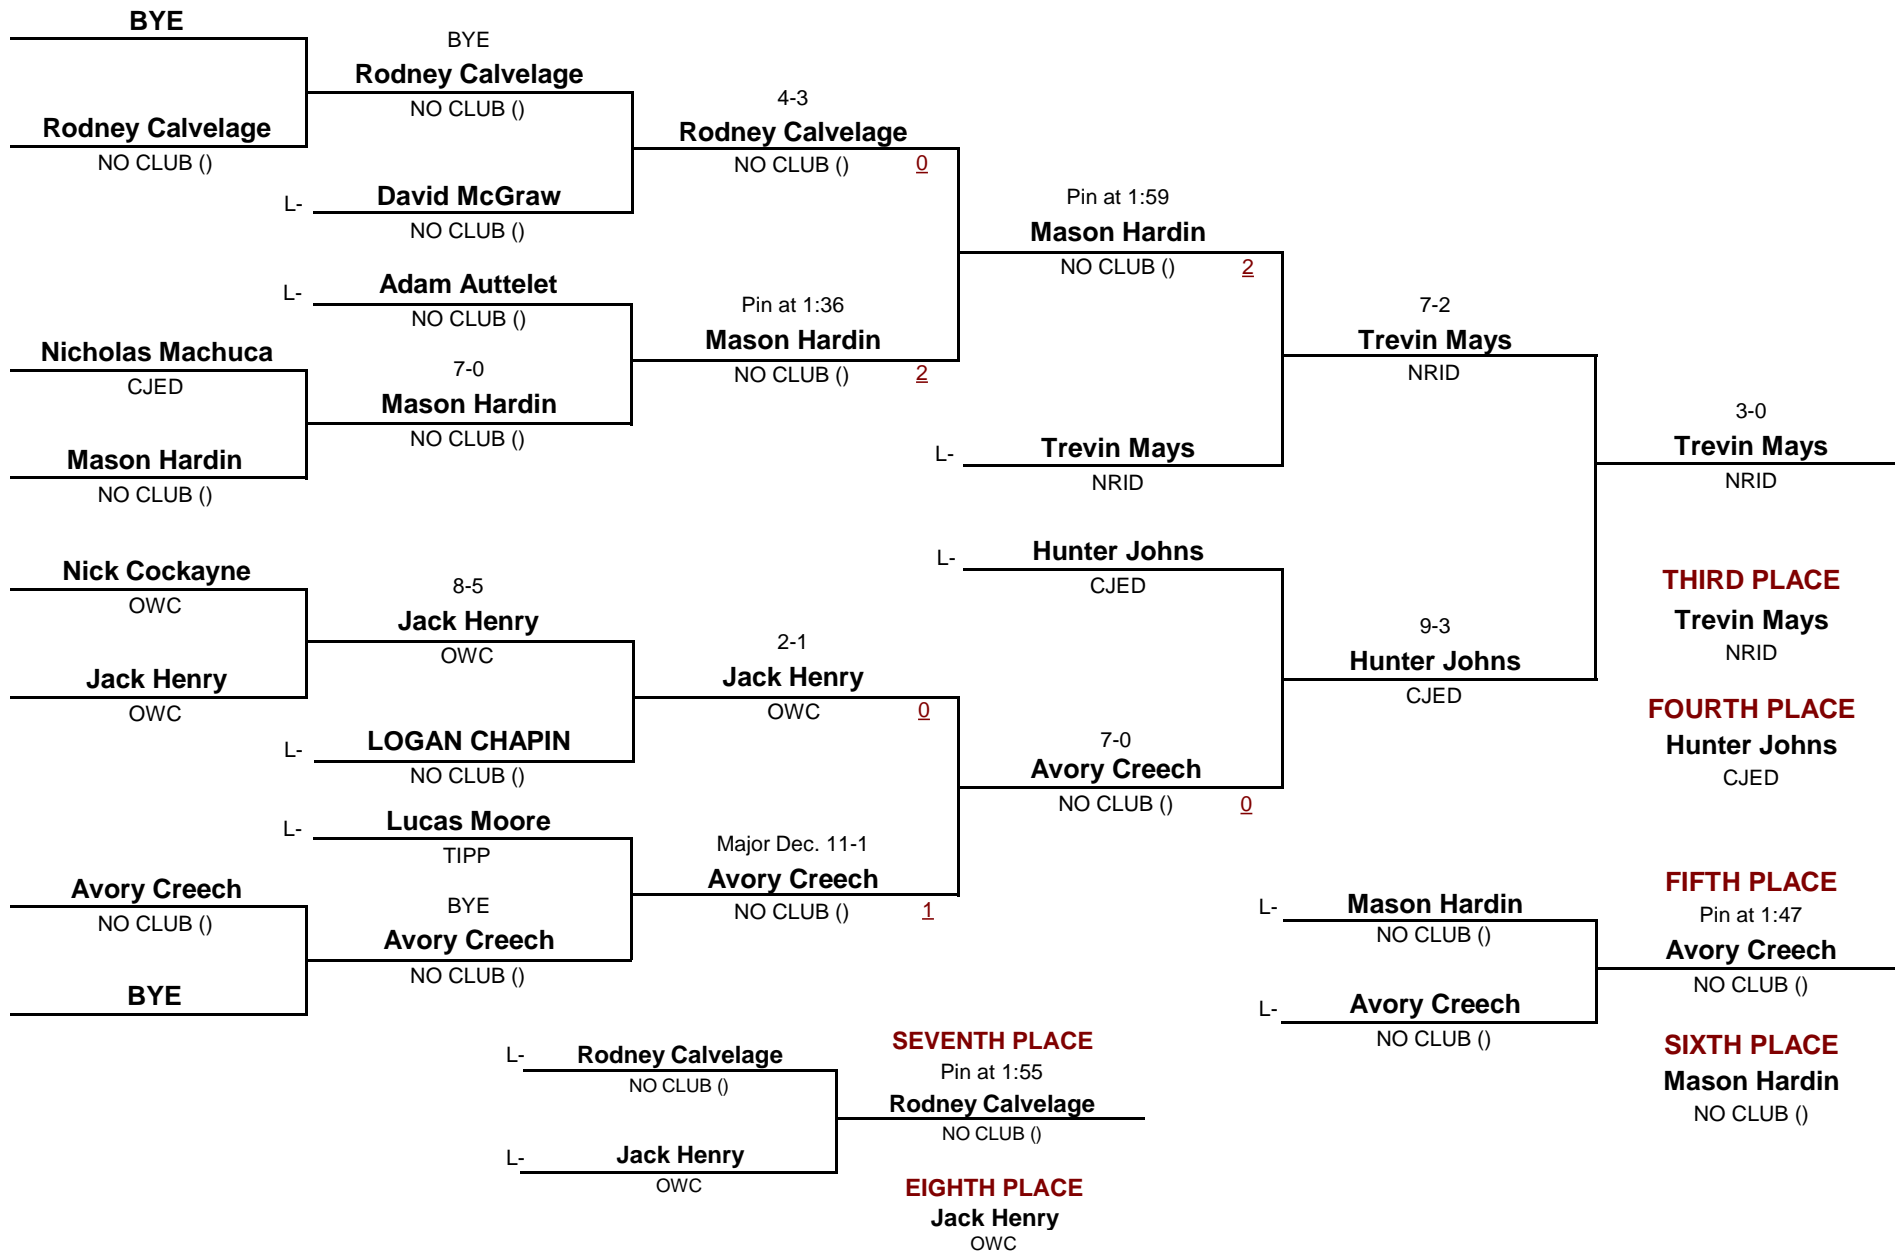 BYE
Rodney Calvelage
NO CLUB ()
Nicholas Machuca
CJED
Mason Hardin
NO CLUB ()
Nick Cockayne
OWC
Jack Henry
OWC
Avory Creech
NO CLUB ()
BYE
BYE
Rodney Calvelage
NO CLUB ()
L- David McGraw
NO CLUB ()
L- Adam Auttelet
NO CLUB ()
7-0
Mason Hardin
NO CLUB ()
8-5
Jack Henry
OWC
L- LOGAN CHAPIN
NO CLUB ()
L- Lucas Moore
TIPP
BYE
Avory Creech
NO CLUB ()
4-3
Rodney Calvelage
NO CLUB () 0
Pin at 1:36
Mason Hardin
NO CLUB () 2
2-1
Jack Henry
OWC 0
Major Dec. 11-1
Avory Creech
NO CLUB () 1
Pin at 1:59
Mason Hardin
NO CLUB () 2
L- Trevin Mays
NRID
L- Hunter Johns
CJED
7-0
Avory Creech
NO CLUB () 0
7-2
Trevin Mays
NRID
9-3
Hunter Johns
CJED
3-0
Trevin Mays
NRID
THIRD PLACE
Trevin Mays
NRID
FOURTH PLACE
Hunter Johns
CJED
L- Mason Hardin
NO CLUB ()
L- Avory Creech
NO CLUB ()
FIFTH PLACE
Pin at 1:47
Avory Creech
NO CLUB ()
SIXTH PLACE
Mason Hardin
NO CLUB ()
L- Rodney Calvelage
NO CLUB ()
L- Jack Henry
OWC
SEVENTH PLACE
Pin at 1:55
Rodney Calvelage
NO CLUB ()
EIGHTH PLACE
Jack Henry
OWC